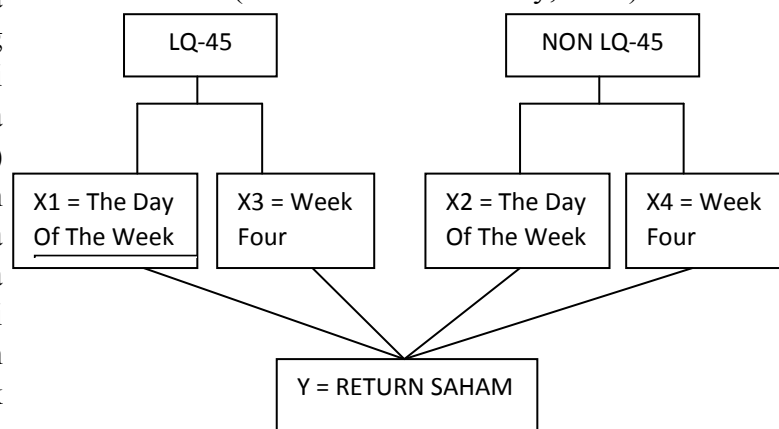 LQ-45
NON LQ-45
X1 = The Day
Of The Week
X3 = Week
Four
X2 = The Day
Of The Week
X4 = Week
Four
Y = RETURN SAHAM